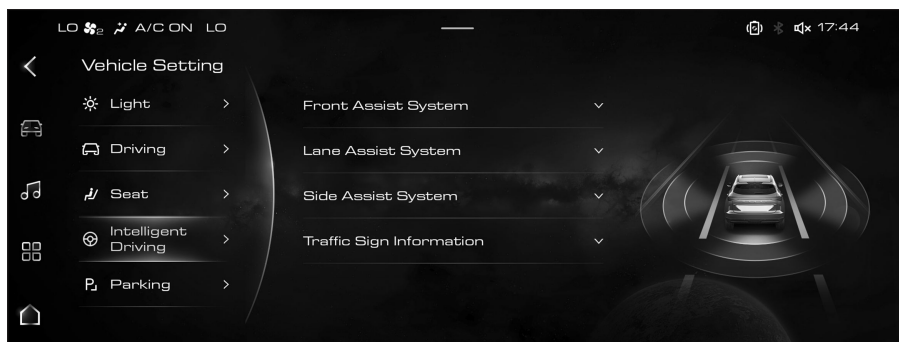 LO 2 A/C ON LO 17:44
Vehicle Setting
Light
Driving
Seat
Intelligent
Driving
Parking
Front Assist System
Lane Assist System
Side Assist System
Traffic Sign Information